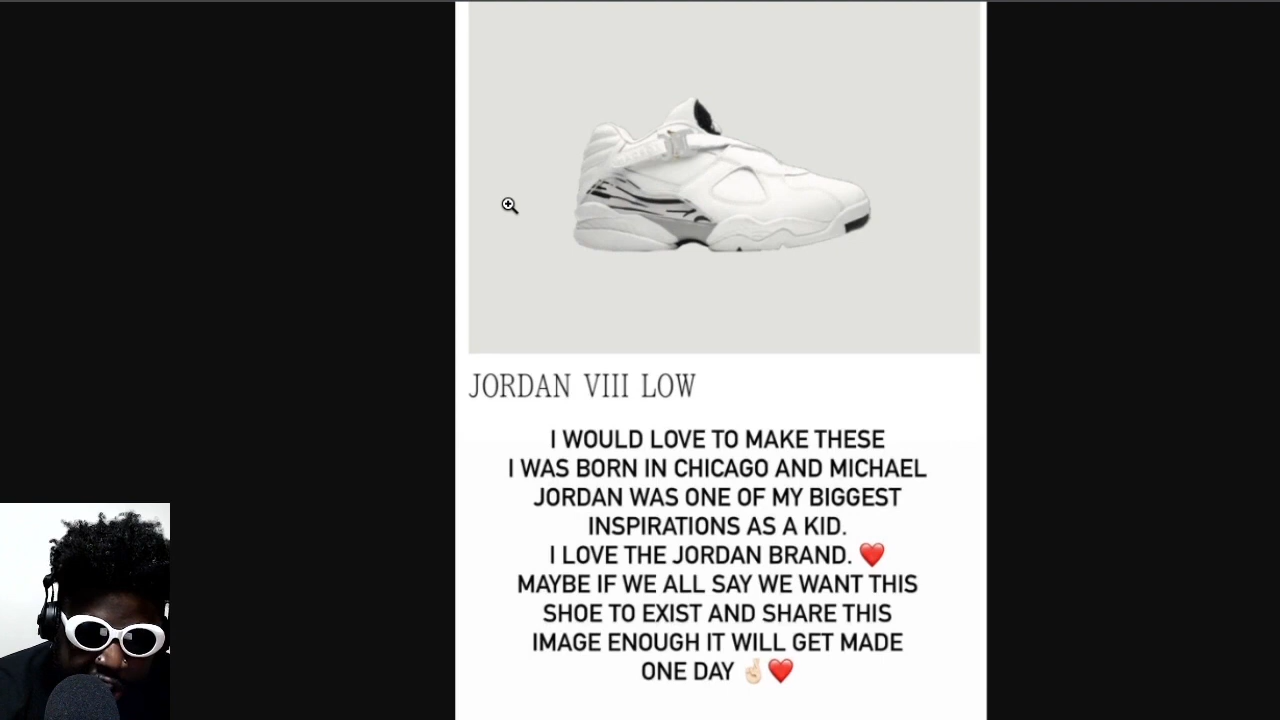 JORDAN VIII LOW
I WOULD LOVE TO MAKE THESE
I WAS BORN IN CHICAGO AND MICHAEL
JORDAN WAS ONE OF MY BIGGEST
INSPIRATIONS AS A KID.
I LOVE THE JORDAN BRAND. ❤️
MAYBE IF WE ALL SAY WE WANT THIS
SHOE TO EXIST AND SHARE THIS
IMAGE ENOUGH IT WILL GET MADE
ONE DAY 🤞🏻❤️